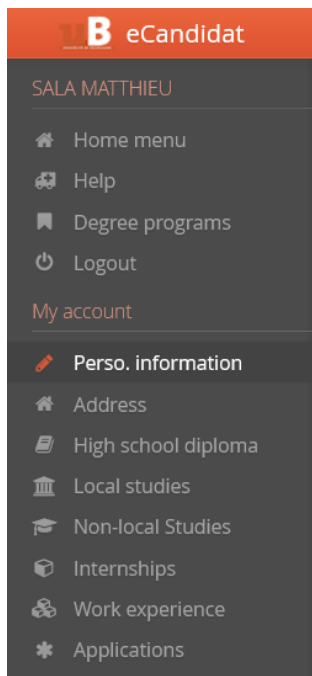 uB eCandidat
SALA MATTHIEU
Home menu
Help
Degree programs
Logout
My account
Perso. information
Address
High school diploma
Local studies
Non-local Studies
Internships
Work experience
Applications